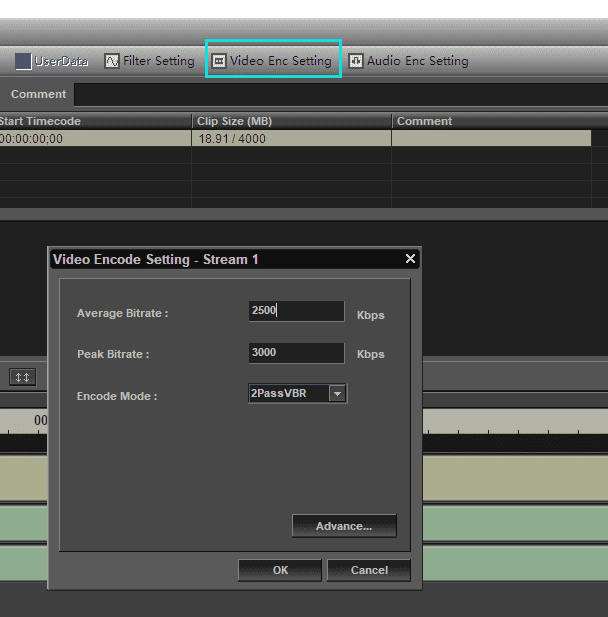 UserData Filter Setting Video Enc Setting Audio Enc Setting
Comment
Start Timecode Clip Size (MB) Comment
00:00:00;00 18.91 / 4000
Video Encode Setting - Stream 1
Average Bitrate : 2500 Kbps
Peak Bitrate : 3000 Kbps
Encode Mode : 2PassVBR
00
Advance...
OK Cancel